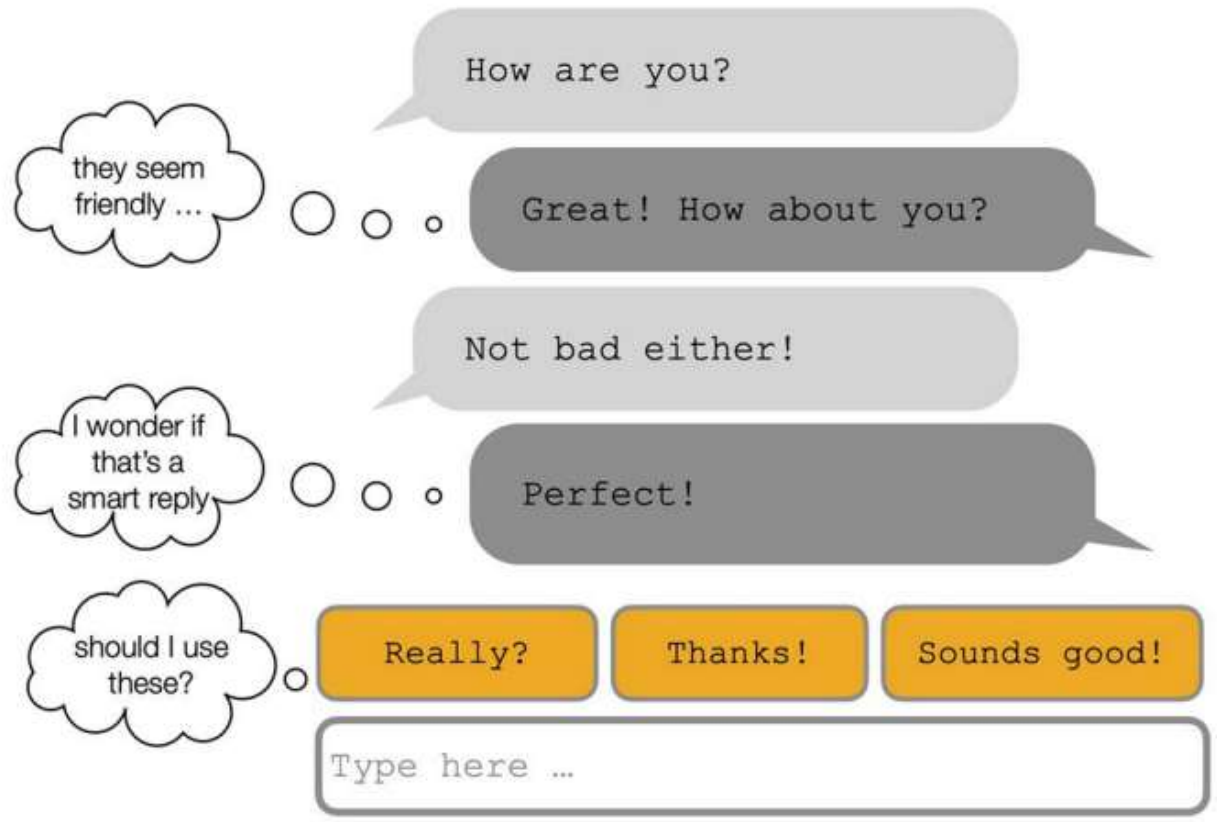 How are you?
they seem
friendly ...
Great! How about you?
Not bad either!
I wonder if
that's a
smart reply
Perfect!
should I use
these?
Really?
Thanks!
Sounds good!
Type here …